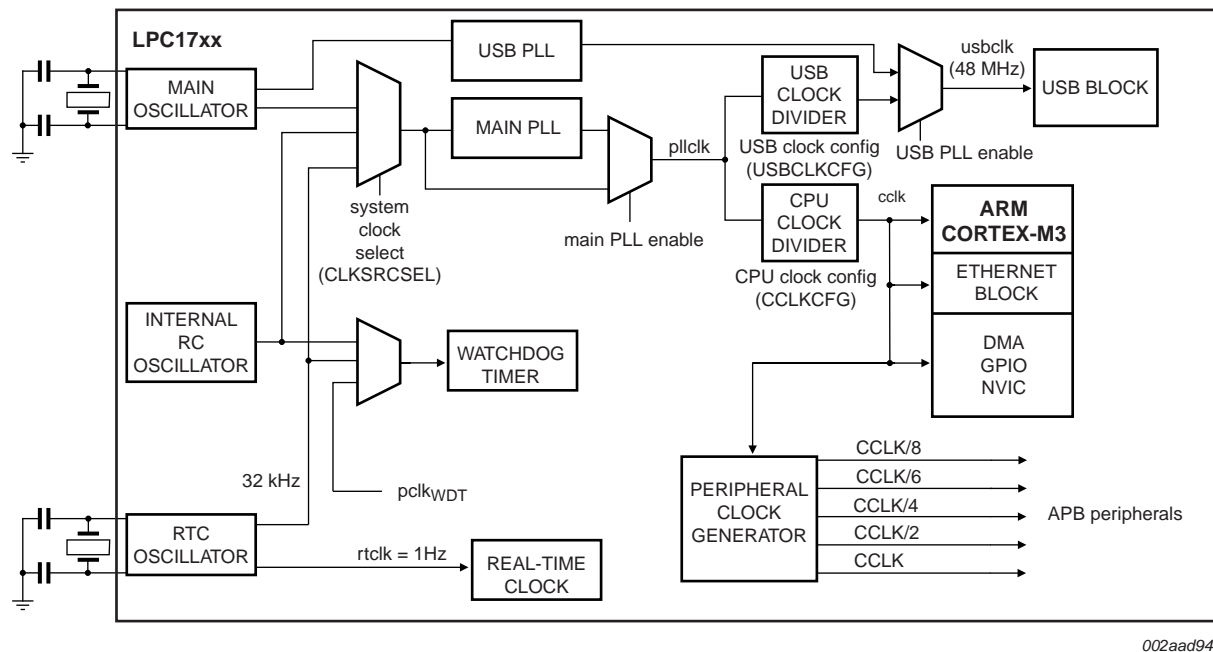 LPC17xx
MAIN
OSCILLATOR
USB PLL
MAIN PLL
system
clock
select
(CLKSRCSEL)
main PLL enable
pllclk
USB
CLOCK
DIVIDER
USB clock config
(USBCLKCFG)
CPU
CLOCK
DIVIDER
CPU clock config
(CCLKCFG)
usbclk
(48 MHz)
USB BLOCK
USB PLL enable
cclk
ARM
CORTEX-M3
ETHERNET
BLOCK
DMA
GPIO
NVIC
INTERNAL
RC
OSCILLATOR
WATCHDOG
TIMER
32 kHz
pclkWDT
RTC
OSCILLATOR
rtclk = 1Hz
REAL-TIME
CLOCK
PERIPHERAL
CLOCK
GENERATOR
CCLK/8
CCLK/6
CCLK/4
CCLK/2
CCLK
APB peripherals
002aad94